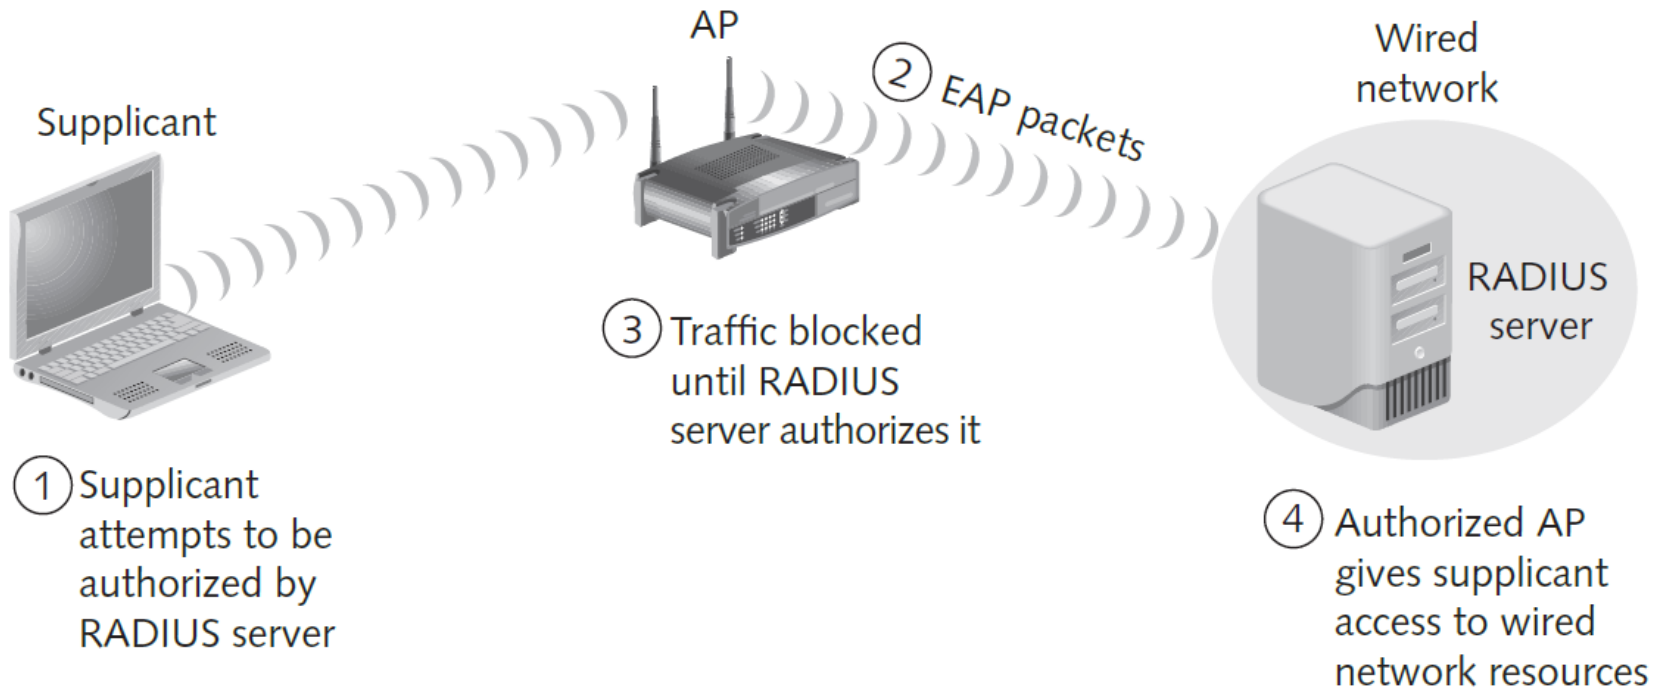 AP
2 EAP packets
Wired
network
Supplicant
RADIUS
server
3 Traffic blocked
until RADIUS
server authorizes it
1 Supplicant
attempts to be
authorized by
RADIUS server
4 Authorized AP
gives supplicant
access to wired
network resources